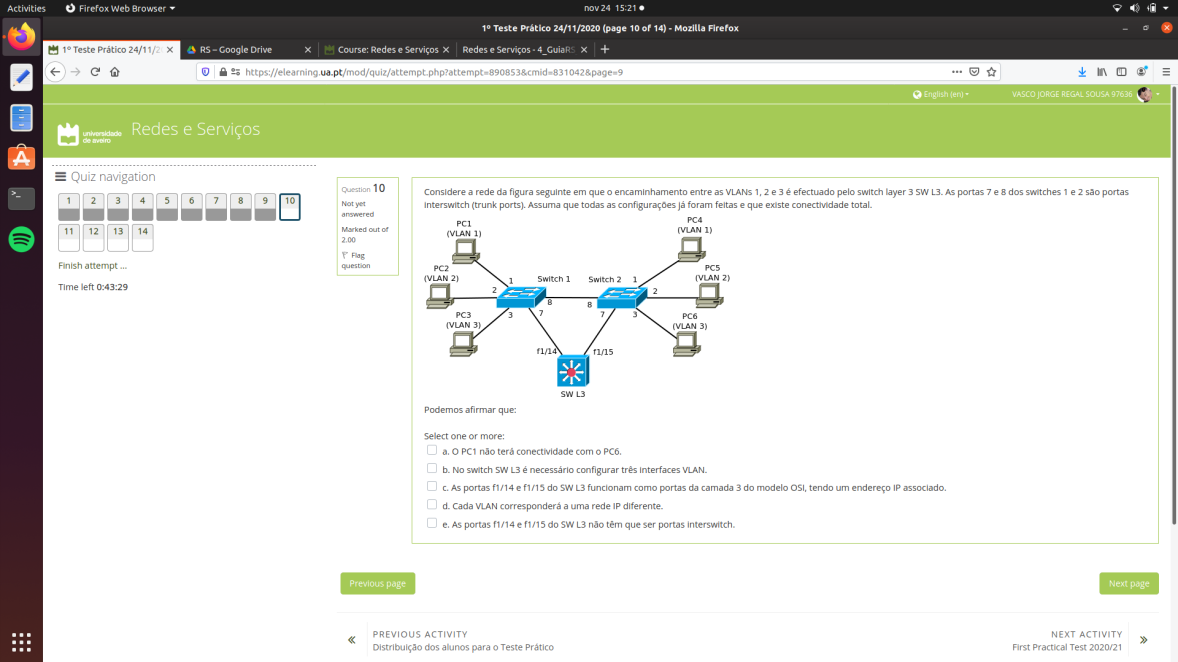 Activities
Firefox Web Browser
nov 24 15:21
1º Teste Prático 24/11/2020 (page 10 of 14) - Mozilla Firefox
1º Teste Prático 24/11/2
RS – Google Drive
Course: Redes e Serviços
Redes e Serviços - 4_GuiaRS
https://elearning.ua.pt/mod/quiz/attempt.php?attempt=890853&cmid=831042&page=9
English (en)
VASCO JORGE REGAL SOUSA 97636
universidade
de aveiro
Redes e Serviços
Quiz navigation
1 2 3 4 5 6 7 8 9 10
11 12 13 14
Finish attempt ...
Time left 0:43:29
Question 10
Not yet
answered
Marked out of
2.00
Flag
question
Considere a rede da figura seguinte em que o encaminhamento entre as VLANs 1, 2 e 3 é efectuado pelo switch layer 3 SW L3. As portas 7 e 8 dos switches 1 e 2 são portas
interswitch (trunk ports). Assuma que todas as configurações já foram feitas e que existe conectividade total.
PC1
(VLAN 1)
PC4
(VLAN 1)
PC2
(VLAN 2)
PC5
(VLAN 2)
Switch 1
Switch 2
1
1
2
2
8
8
3
7
7
3
PC3
(VLAN 3)
PC6
(VLAN 3)
f1/14
f1/15
SW L3
Podemos afirmar que:
Select one or more:
a. O PC1 não terá conectividade com o PC6.
b. No switch SW L3 é necessário configurar três interfaces VLAN.
c. As portas f1/14 e f1/15 do SW L3 funcionam como portas da camada 3 do modelo OSI, tendo um endereço IP associado.
d. Cada VLAN corresponderá a uma rede IP diferente.
e. As portas f1/14 e f1/15 do SW L3 não têm que ser portas interswitch.
Previous page
Next page
PREVIOUS ACTIVITY
Distribuição dos alunos para o Teste Prático
NEXT ACTIVITY
First Practical Test 2020/21